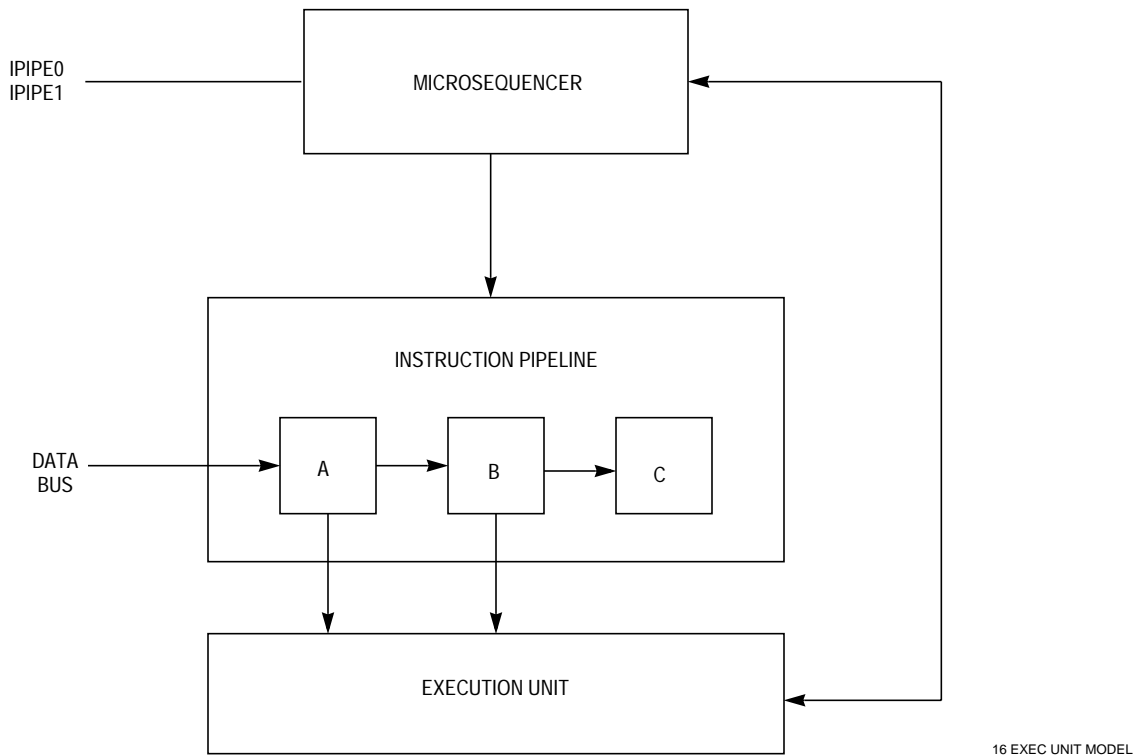 IPIPE0
IPIPE1
MICROSEQUENCER
INSTRUCTION PIPELINE
DATA
BUS
A
B
C
EXECUTION UNIT
16 EXEC UNIT MODEL